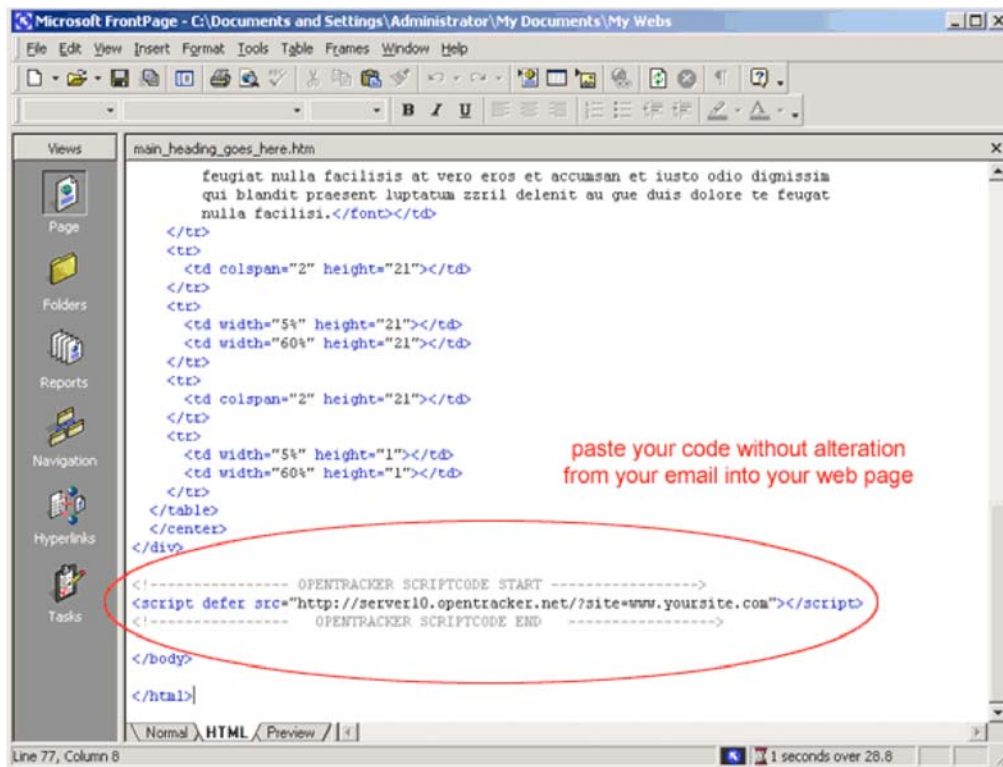 Microsoft FrontPage - C:\Documents and Settings\Administrator\My Documents\My Webs
File Edit View Insert Format Tools Table Frames Window Help
B I U
Views
main_heading_goes_here.htm
Page
Folders
Reports
Navigation
Hyperlinks
Tasks
feugiat nulla facilisis at vero eros et accumsan et iusto odio dignissim
qui blandit praesent luptatum zzril delenit au gue duis dolore te feugat
nulla facilisi.</font></td>
</tr>
<tr>
<td colspan="2" height="21"></td>
</tr>
<tr>
<td width="5%" height="21"></td>
<td width="60%" height="21"></td>
</tr>
<tr>
<td colspan="2" height="21"></td>
</tr>
<tr>
<td width="5%" height="1"></td>
<td width="60%" height="1"></td>
</tr>
</table>
</center>
</div>
paste your code without alteration
from your email into your web page
<!---------------- OPENTRACKER SCRIPTCODE START ----------------->
<script defer src="http://server10.opentracker.net/?site=www.yoursite.com"></script>
<!---------------- OPENTRACKER SCRIPTCODE END ----------------->
</body>
</html>
Normal HTML Preview
Line 77, Column 8
1 seconds over 28.8